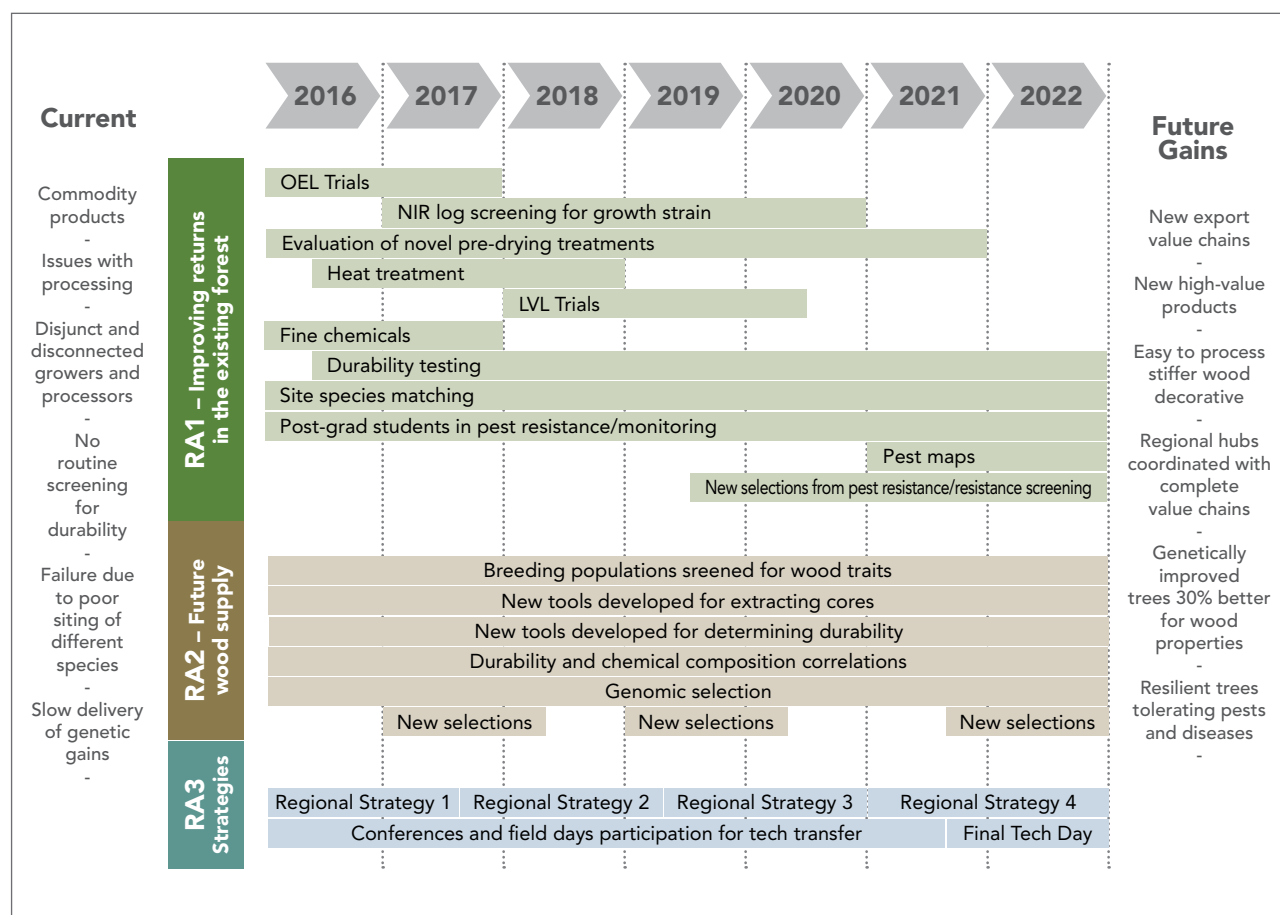 2016
2017
2018
2019
2020
2021
2022
Current
Commodity
products
-
Issues with
processing
-
Disjunct and
disconnected
growers and
processors
-
No
routine
screening
for
durability
-
Failure due
to poor
siting of
different
species
-
Slow delivery
of genetic
gains
-
RA1 – Improving returns
in the existing forest
OEL Trials
NIR log screening for growth strain
Evaluation of novel pre-drying treatments
Heat treatment
LVL Trials
Fine chemicals
Durability testing
Site species matching
Post-grad students in pest resistance/monitoring
Pest maps
New selections from pest resistance/resistance screening
RA2 – Future
wood supply
Breeding populations sreened for wood traits
New tools developed for extracting cores
New tools developed for determining durability
Durability and chemical composition correlations
Genomic selection
New selections
New selections
New selections
RA3
Strategies
Regional Strategy 1
Regional Strategy 2
Regional Strategy 3
Regional Strategy 4
Conferences and field days participation for tech transfer
Final Tech Day
Future
Gains
New export
value chains
-
New high-value
products
-
Easy to process
stiffer wood
decorative
-
Regional hubs
coordinated with
complete
value chains
-
Genetically
improved
trees 30% better
for wood
properties
-
Resilient trees
tolerating pests
and diseases
-